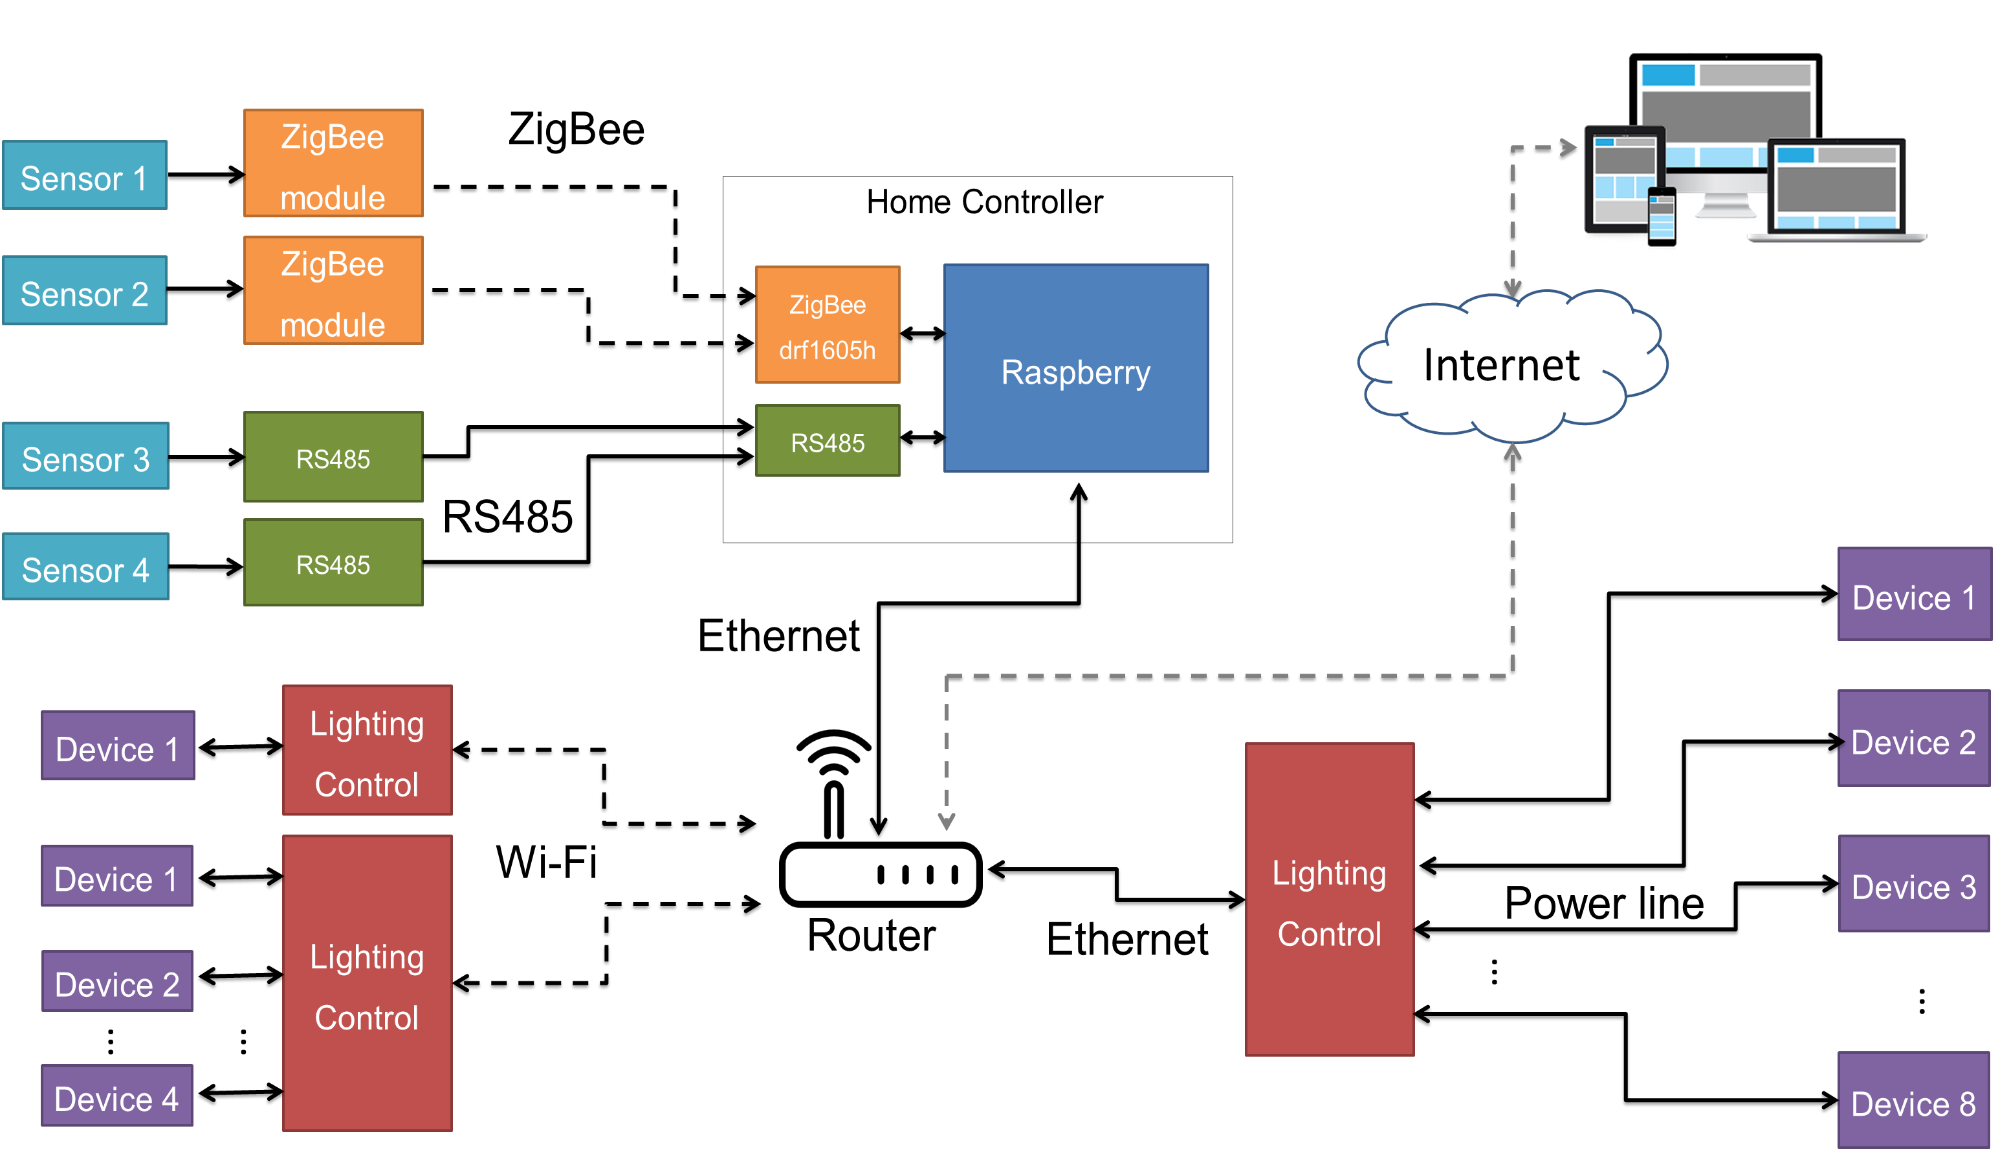 ZigBee
Sensor 1
ZigBee
module
Sensor 2
ZigBee
module
Home Controller
ZigBee
drf1605h
Raspberry
RS485
Internet
Sensor 3
RS485
RS485
Sensor 4
RS485
Ethernet
Device 1
Lighting
Control
Device 1
Device 2
⋮
⋮
Device 4
Lighting
Control
Wi-Fi
Router
Ethernet
Lighting
Control
Power line
⋮
Device 1
Device 2
Device 3
⋮
Device 8